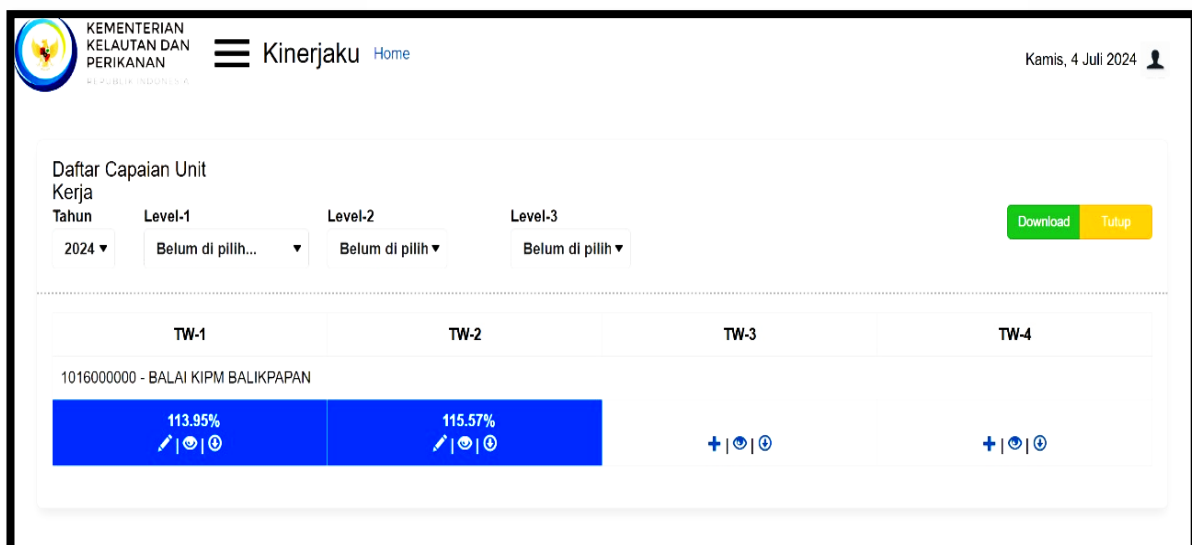 KEMENTERIAN
KELAUTAN DAN
PERIKANAN
REPUBLIK INDONESIA
Kinerjaku Home
Kamis, 4 Juli 2024
Daftar Capaian Unit
Kerja
Tahun Level-1 Level-2 Level-3
2024 Belum di pilih... Belum di pilih Belum di pilih
Download Tutup
TW-1 TW-2 TW-3 TW-4
1016000000 - BALAI KIPM BALIKPAPAN
113.95% 115.57%